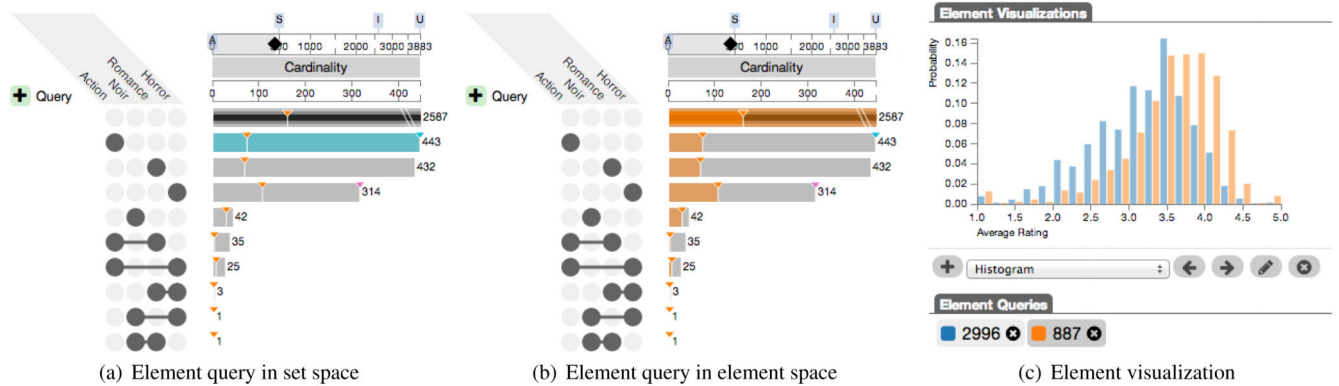 S I U
A
0 500 1000 2000 3000 3883
Cardinality
0 100 200 300 400
Horror
Romance
Noir
Action
Query
2587
443
432
314
42
35
25
3
1
1
(a) Element query in set space
S I U
A
0 500 1000 2000 3000 3883
Cardinality
0 100 200 300 400
Horror
Romance
Noir
Action
Query
2587
443
432
314
42
35
25
3
1
1
(b) Element query in element space
Element Visualizations
Probability
0.16
0.14
0.12
0.10
0.08
0.06
0.04
0.02
0.00
1.0 1.5 2.0 2.5 3.0 3.5 4.0 4.5 5.0
Average Rating
Histogram
Element Queries
2996 887
(c) Element visualization